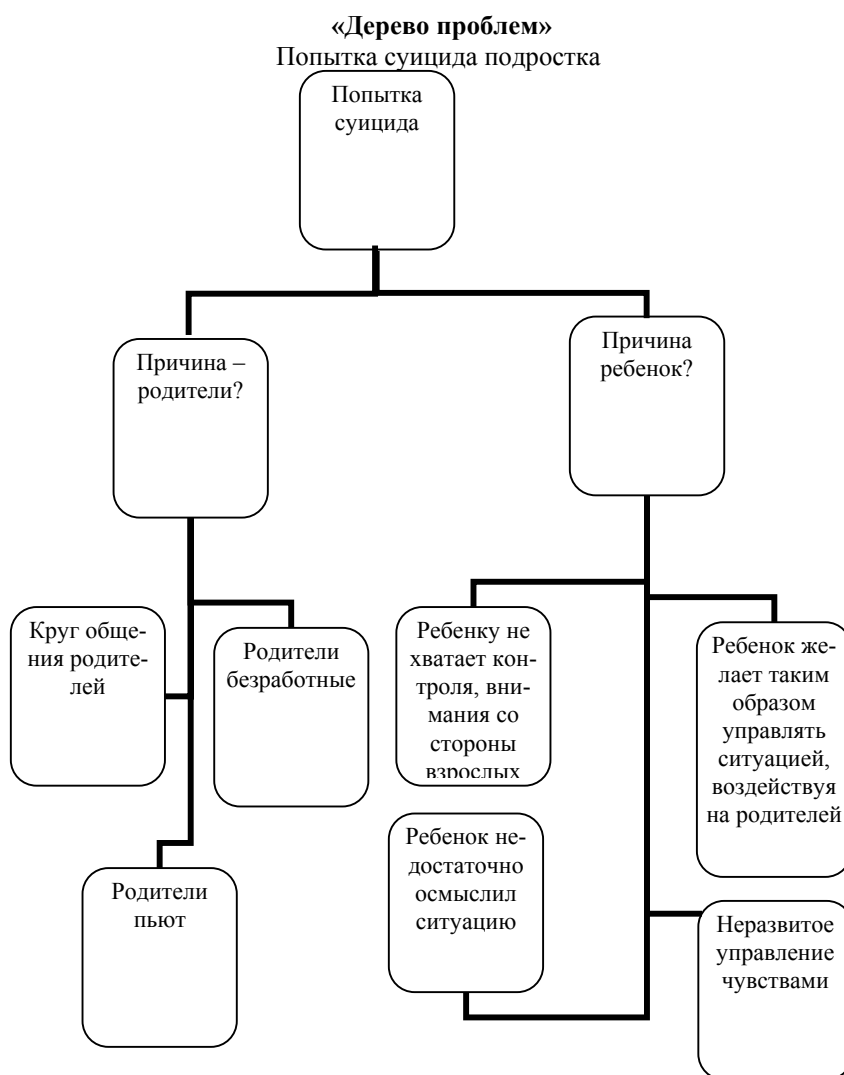 «Дерево проблем»
Попытка суицида подростка
Попытка
суицида
Причина –
родители?
Причина
ребенок?
Круг обще-
ния родите-
лей
Родители
безработные
Ребенку не
хватает кон-
троля, вни-
мания со
стороны
взрослых
Ребенок же-
лает таким
образом
управлять
ситуацией,
воздействуя
на родителей
Родители
пьют
Ребенок не-
достаточно
осмыслил
ситуацию
Неразвитое
управление
чувствами